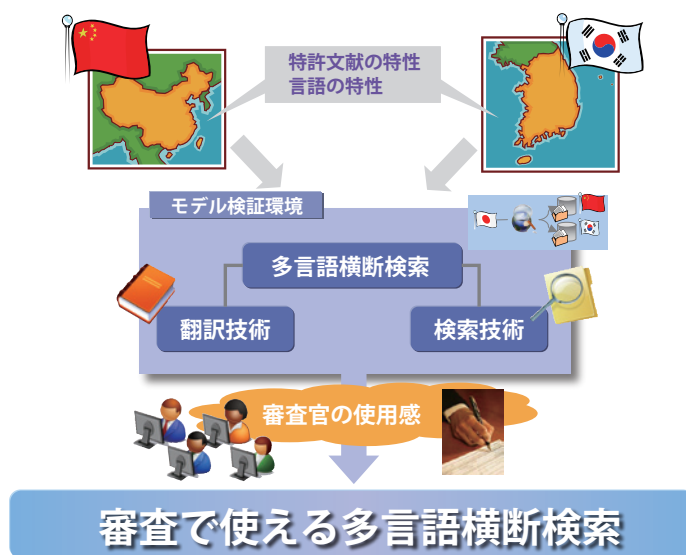 特許文献の特性
言語の特性
モデル検証環境
多言語横断検索
翻訳技術
検索技術
審査官の使用感
審査で使える多言語横断検索